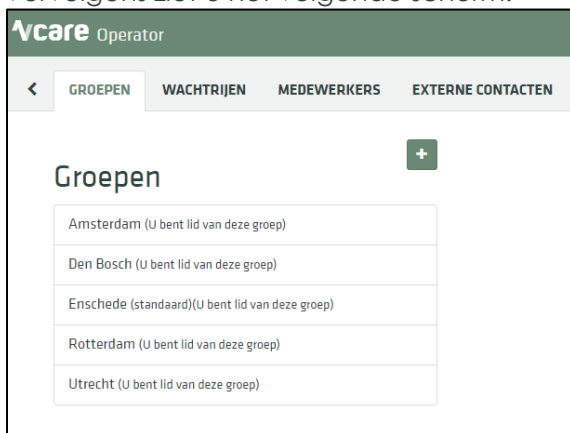 Vervolgens ziet u het volgende scherm:
Vcare Operator
< GROEPEN WACHTRIJEN MEDEWERKERS EXTERNE CONTACTEN
+
Groepen
Amsterdam (U bent lid van deze groep)
Den Bosch (U bent lid van deze groep)
Enschede (standaard)(U bent lid van deze groep)
Rotterdam (U bent lid van deze groep)
Utrecht (U bent lid van deze groep)